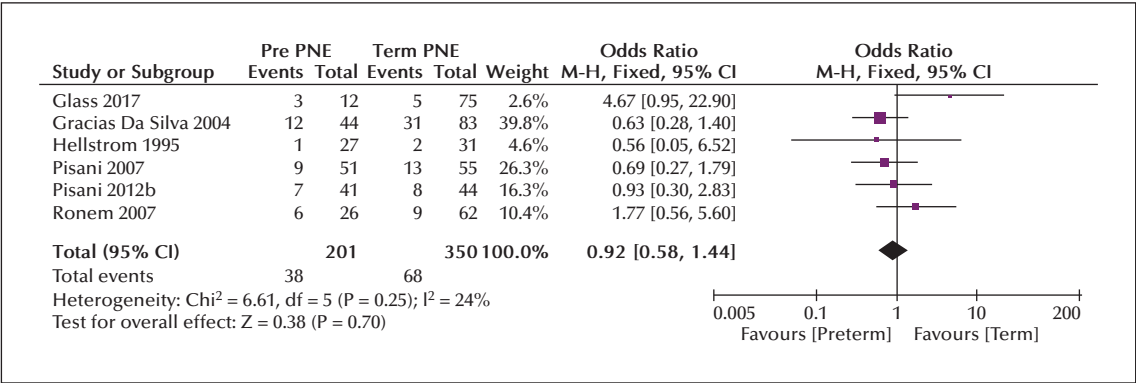 Pre PNE Term PNE Odds Ratio Odds Ratio
Study or Subgroup Events Total Events Total Weight M-H, Fixed, 95% CI M-H, Fixed, 95% CI
Glass 2017 3 12 5 75 2.6% 4.67 [0.95, 22.90]
Gracias Da Silva 2004 12 44 31 83 39.8% 0.63 [0.28, 1.40]
Hellstrom 1995 1 27 2 31 4.6% 0.56 [0.05, 6.52]
Pisani 2007 9 51 13 55 26.3% 0.69 [0.27, 1.79]
Pisani 2012b 7 41 8 44 16.3% 0.93 [0.30, 2.83]
Ronem 2007 6 26 9 62 10.4% 1.77 [0.56, 5.60]
Total (95% CI) 201 350 100.0% 0.92 [0.58, 1.44]
Total events 38 68
Heterogeneity: Chi² = 6.61, df = 5 (P = 0.25); I² = 24%
Test for overall effect: Z = 0.38 (P = 0.70)
0.005 0.1 1 10 200
Favours [Preterm] Favours [Term]